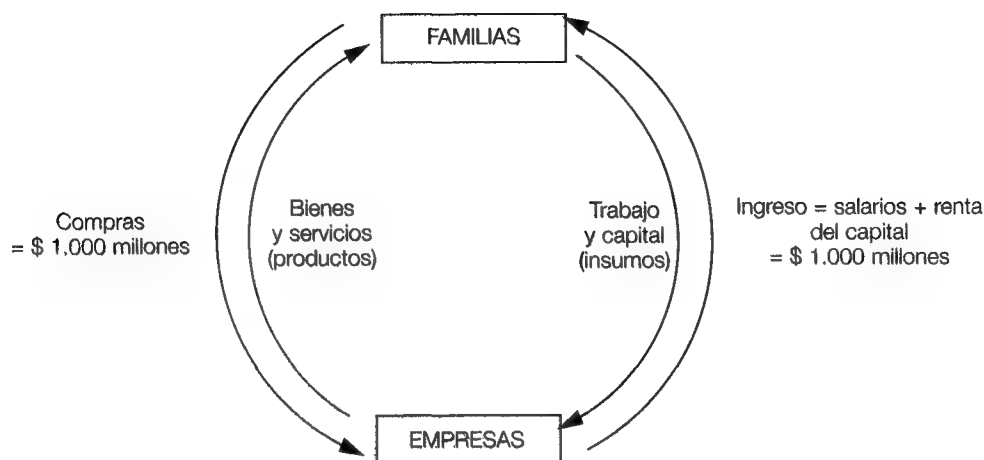 FAMILIAS
Compras
= $ 1.000 millones
Bienes
y servicios
(productos)
Trabajo
y capital
(insumos)
Ingreso = salarios + renta
del capital
= $ 1.000 millones
EMPRESAS